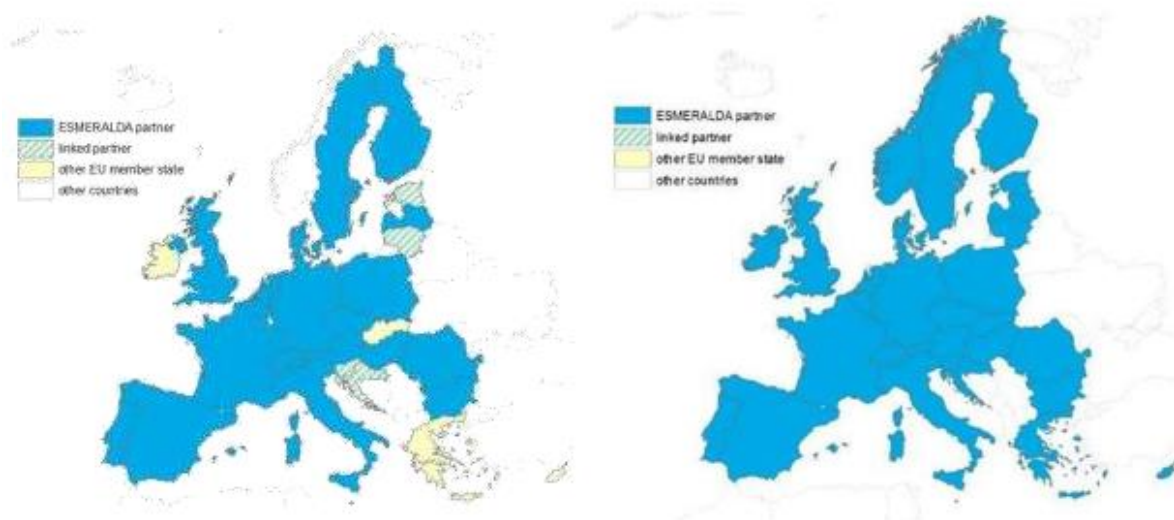 ESMERALDA partner
linked partner
other EU member state
other countries
ESMERALDA partner
linked partner
other EU member state
other countries